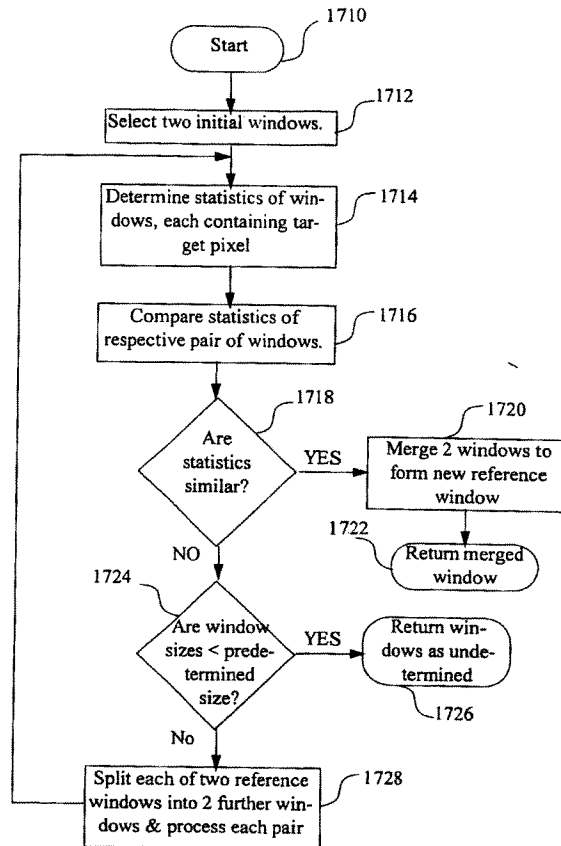 1710
Start
1712
Select two initial windows.
Determine statistics of win-
dows, each containing tar-
get pixel
1714
Compare statistics of
respective pair of windows.
1716
1718
Are
statistics
similar?
YES
1720
Merge 2 windows to
form new reference
window
NO
1722
Return merged
window
1724
Are window
sizes < prede-
termined
size?
YES
Return win-
dows as unde-
termined
1726
No
Split each of two reference
windows into 2 further win-
dows & process each pair
1728